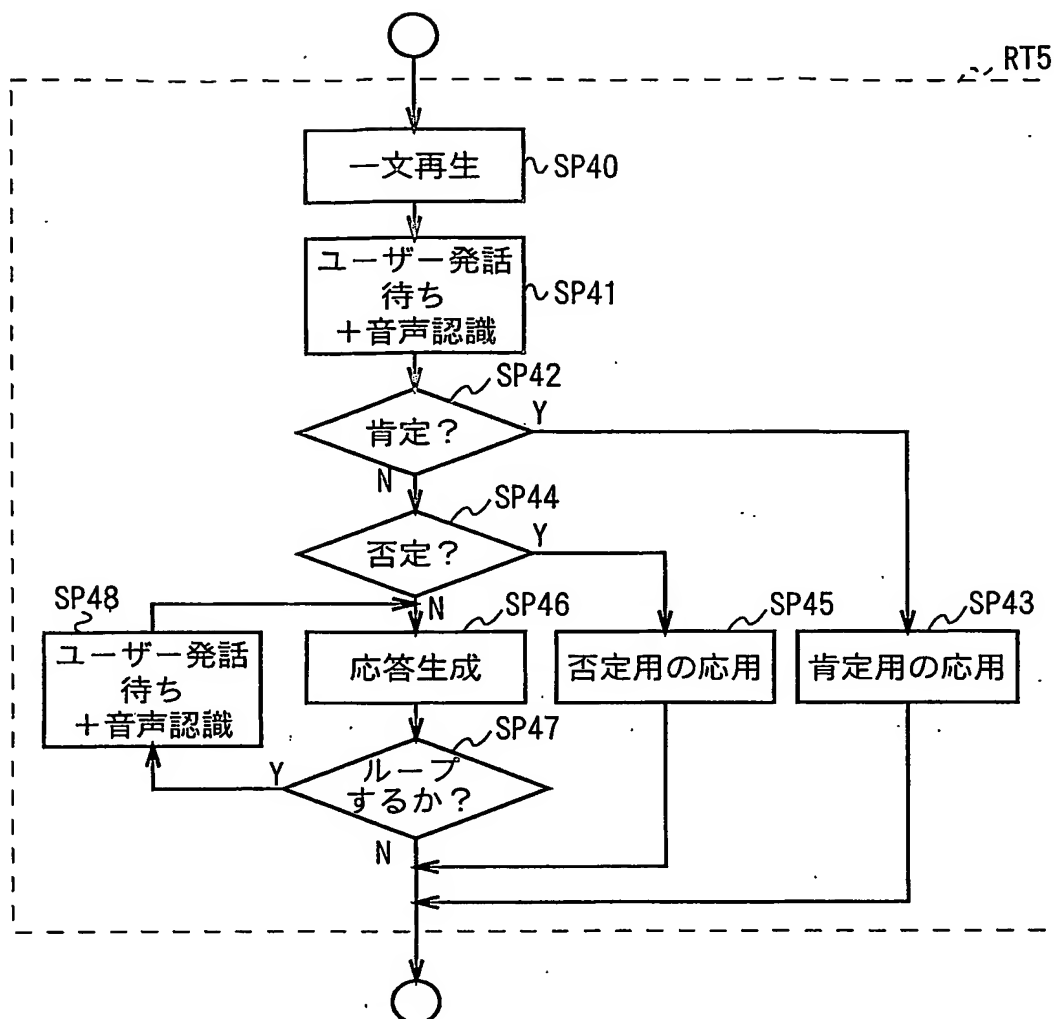 RT5
一文再生
SP40
ユーザー発話
待ち
+音声認識
SP41
SP42
肯定?
Y
N
SP44
否定?
Y
N
SP48
ユーザー発話
待ち
+音声認識
SP46
応答生成
SP45
否定用の応用
SP43
肯定用の応用
SP47
ループ
するか?
Y
N